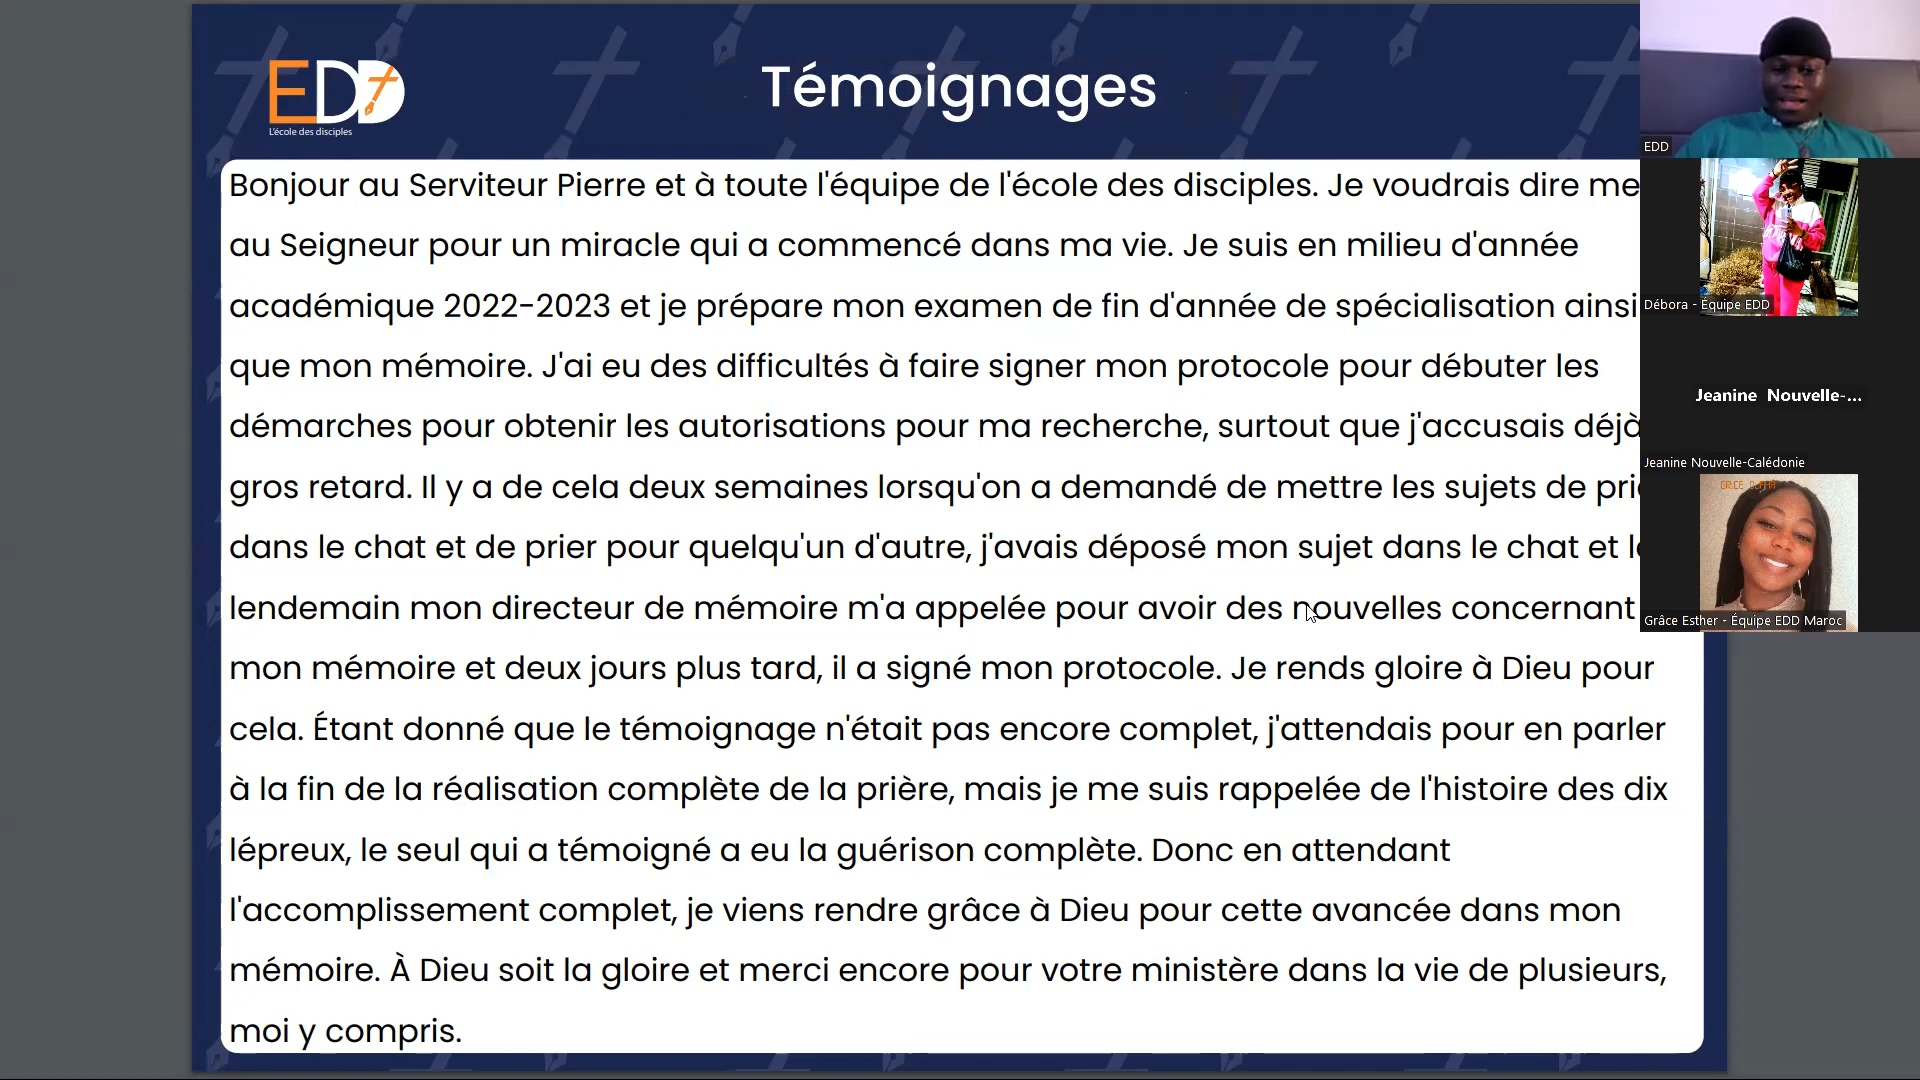 EDD
L'école des disciples
Témoignages
Bonjour au Serviteur Pierre et à toute l'équipe de l'école des disciples. Je voudrais dire
au Seigneur pour un miracle qui a commencé dans ma vie. Je suis en milieu d'année
académique 2022-2023 et je prépare mon examen de fin d'année de spécialisation ainsi
que mon mémoire. J'ai eu des difficultés à faire signer mon protocole pour débuter les
démarches pour obtenir les autorisations pour ma recherche, surtout que j'accusais déjà
gros retard. Il y a de cela deux semaines lorsqu'on a demandé de mettre les sujets de
dans le chat et de prier pour quelqu'un d'autre, j'avais déposé mon sujet dans le chat et
lendemain mon directeur de mémoire m'a appelée pour avoir des nouvelles concernant
mon mémoire et deux jours plus tard, il a signé mon protocole. Je rends gloire à Dieu pour
cela. Étant donné que le témoignage n'était pas encore complet, j'attendais pour en parler
à la fin de la réalisation complète de la prière, mais je me suis rappelée de l'histoire des dix
lépreux, le seul qui a témoigné a eu la guérison complète. Donc en attendant
l'accomplissement complet, je viens rendre grâce à Dieu pour cette avancée dans mon
mémoire. À Dieu soit la gloire et merci encore pour votre ministère dans la vie de plusieurs,
moi y compris.
EDD
Débora - Équipe EDD
Jeanine Nouvelle-...
Jeanine Nouvelle-Calédonie
Grâce Esther - Équipe EDD Maroc